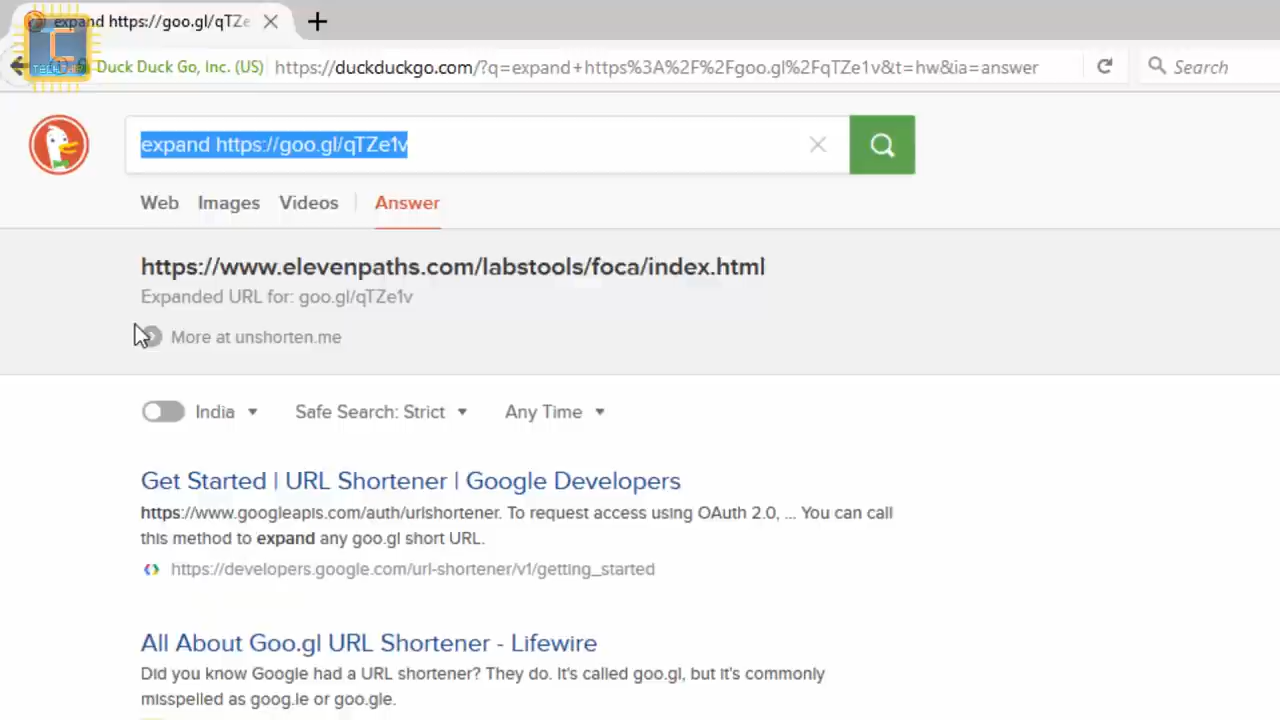 expand https://goo.gl/qTZe
C
Duck Duck Go, Inc. (US) https://duckduckgo.com/?q=expand+https%3A%2F%2Fgoo.gl%2FqTZe1v&t=hw&ia=answer Search
expand https://goo.gl/qTZe1v
Web Images Videos Answer
https://www.elevenpaths.com/labstools/foca/index.html
Expanded URL for: goo.gl/qTZe1v
More at unshorten.me
India Safe Search: Strict Any Time
Get Started | URL Shortener | Google Developers
https://www.googleapis.com/auth/urlshortener. To request access using OAuth 2.0, ... You can call
this method to expand any goo.gl short URL.
https://developers.google.com/url-shortener/v1/getting_started
All About Goo.gl URL Shortener - Lifewire
Did you know Google had a URL shortener? They do. It's called goo.gl, but it's commonly
misspelled as goog.le or goo.gle.